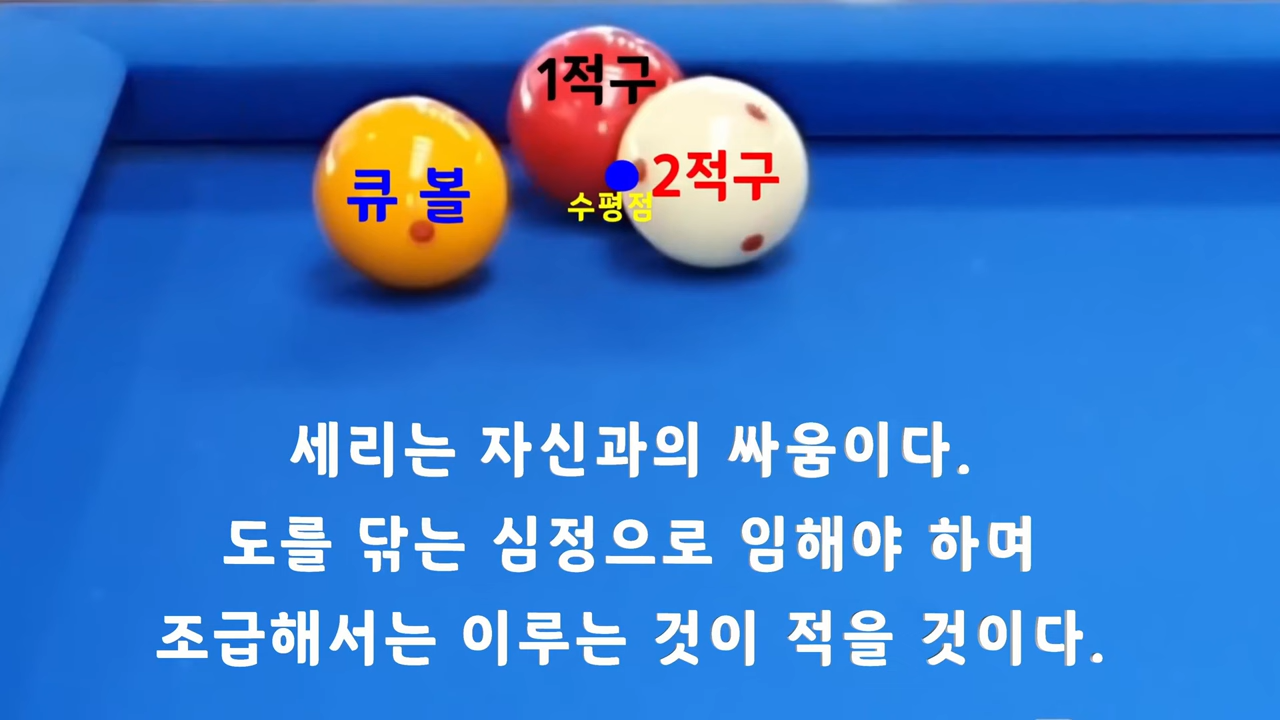 1적구
큐 볼
2적구
수평점
세리는 자신과의 싸움이다.
도를 닦는 심정으로 임해야 하며
조급해서는 이루는 것이 적을 것이다.